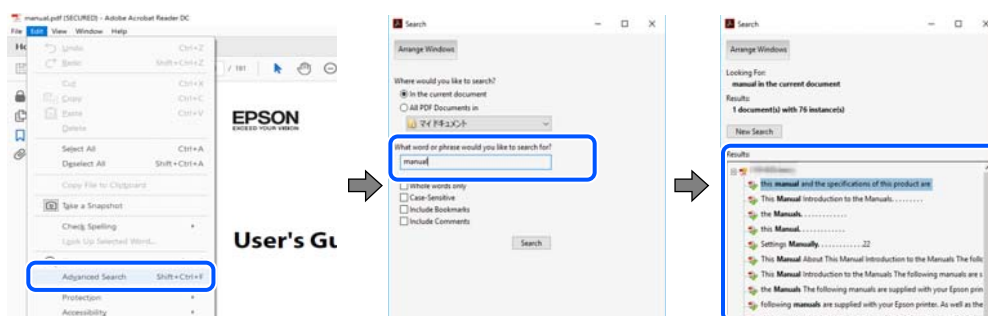 manual.pdf (SECURED) - Adobe Acrobat Reader DC
File Edit View Window Help
Undo Ctrl+Z
Redo Shift+Ctrl+Z
Cut Ctrl+X
Copy Ctrl+C
Paste Ctrl+V
Delete
Select All Ctrl+A
Deselect All Shift+Ctrl+A
Copy File to Clipboard
Take a Snapshot
Check Spelling
Look Up Selected Word...
Advanced Search Shift+Ctrl+F
Protection
Accessibility
/ 181
EPSON
EXCEED YOUR VISION
User's Gu
Search
Arrange Windows
Where would you like to search?
In the current document
All PDF Documents in
マイ ドキュメント
What word or phrase would you like to search for?
manual
Whole words only
Case-Sensitive
Include Bookmarks
Include Comments
Search
Search
Arrange Windows
Looking For:
manual in the current document
Results:
1 document(s) with 76 instance(s)
New Search
Results:
this manual and the specifications of this product are
This Manual Introduction to the Manuals. . . . . . . . .
the Manuals. . . . . . . . . . . . .
this Manual. . . . . . . . . . . . .
Settings Manually. . . . . . . . . . . . .22
This Manual About This Manual Introduction to the Manuals The follo
This Manual Introduction to the Manuals The following manuals are s
the Manuals The following manuals are supplied with your Epson prin
following manuals are supplied with your Epson printer. As well as the